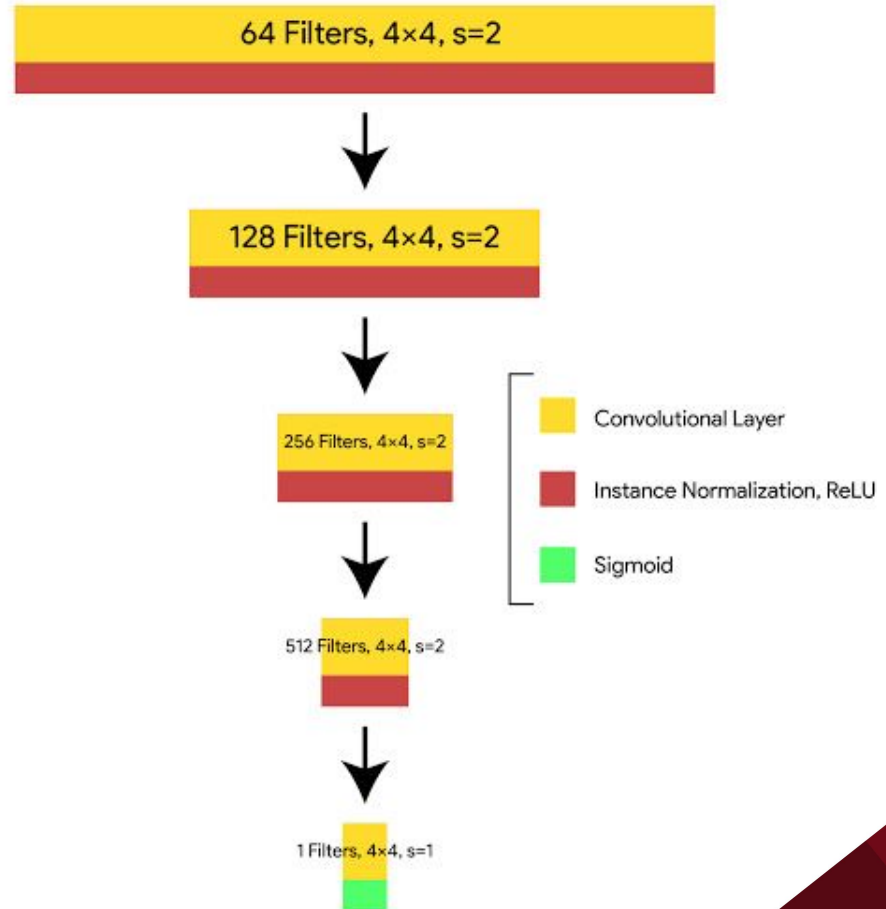 64 Filters, 4×4, s=2
128 Filters, 4×4, s=2
256 Filters, 4×4, s=2
Convolutional Layer
Instance Normalization, ReLU
Sigmoid
512 Filters, 4×4, s=2
1 Filters, 4×4, s=1